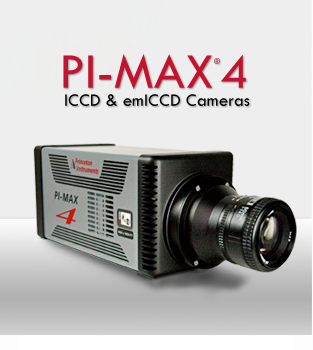 PI-MAX®4
ICCD & emICCD Cameras
Princeton
Instruments
PI-MAX
4